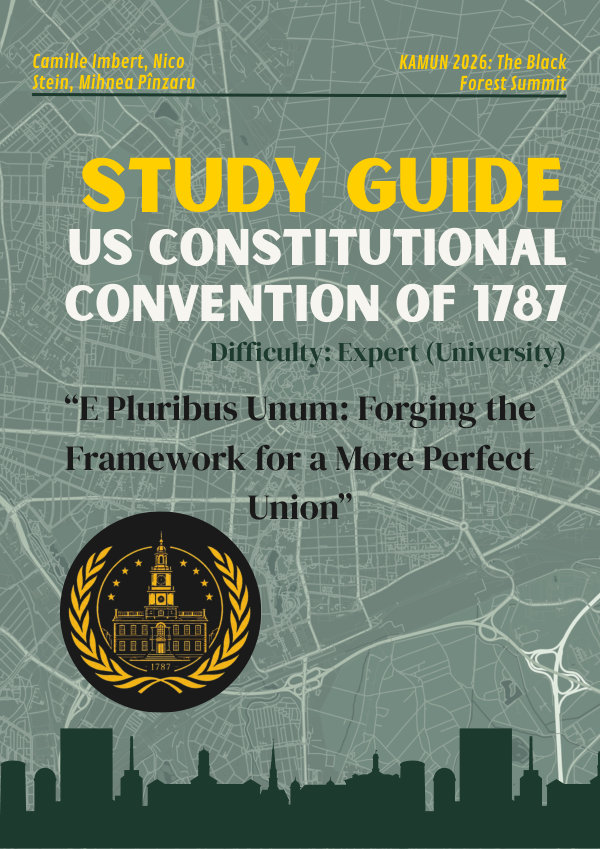 Camille Imbert, Nico
Stein, Mihnea Pînzaru
KAMUN 2026: The Black
Forest Summit
STUDY GUIDE
US CONSTITUTIONAL
CONVENTION OF 1787
Difficulty: Expert (University)
“E Pluribus Unum: Forging the
Framework for a More Perfect
Union”
1787